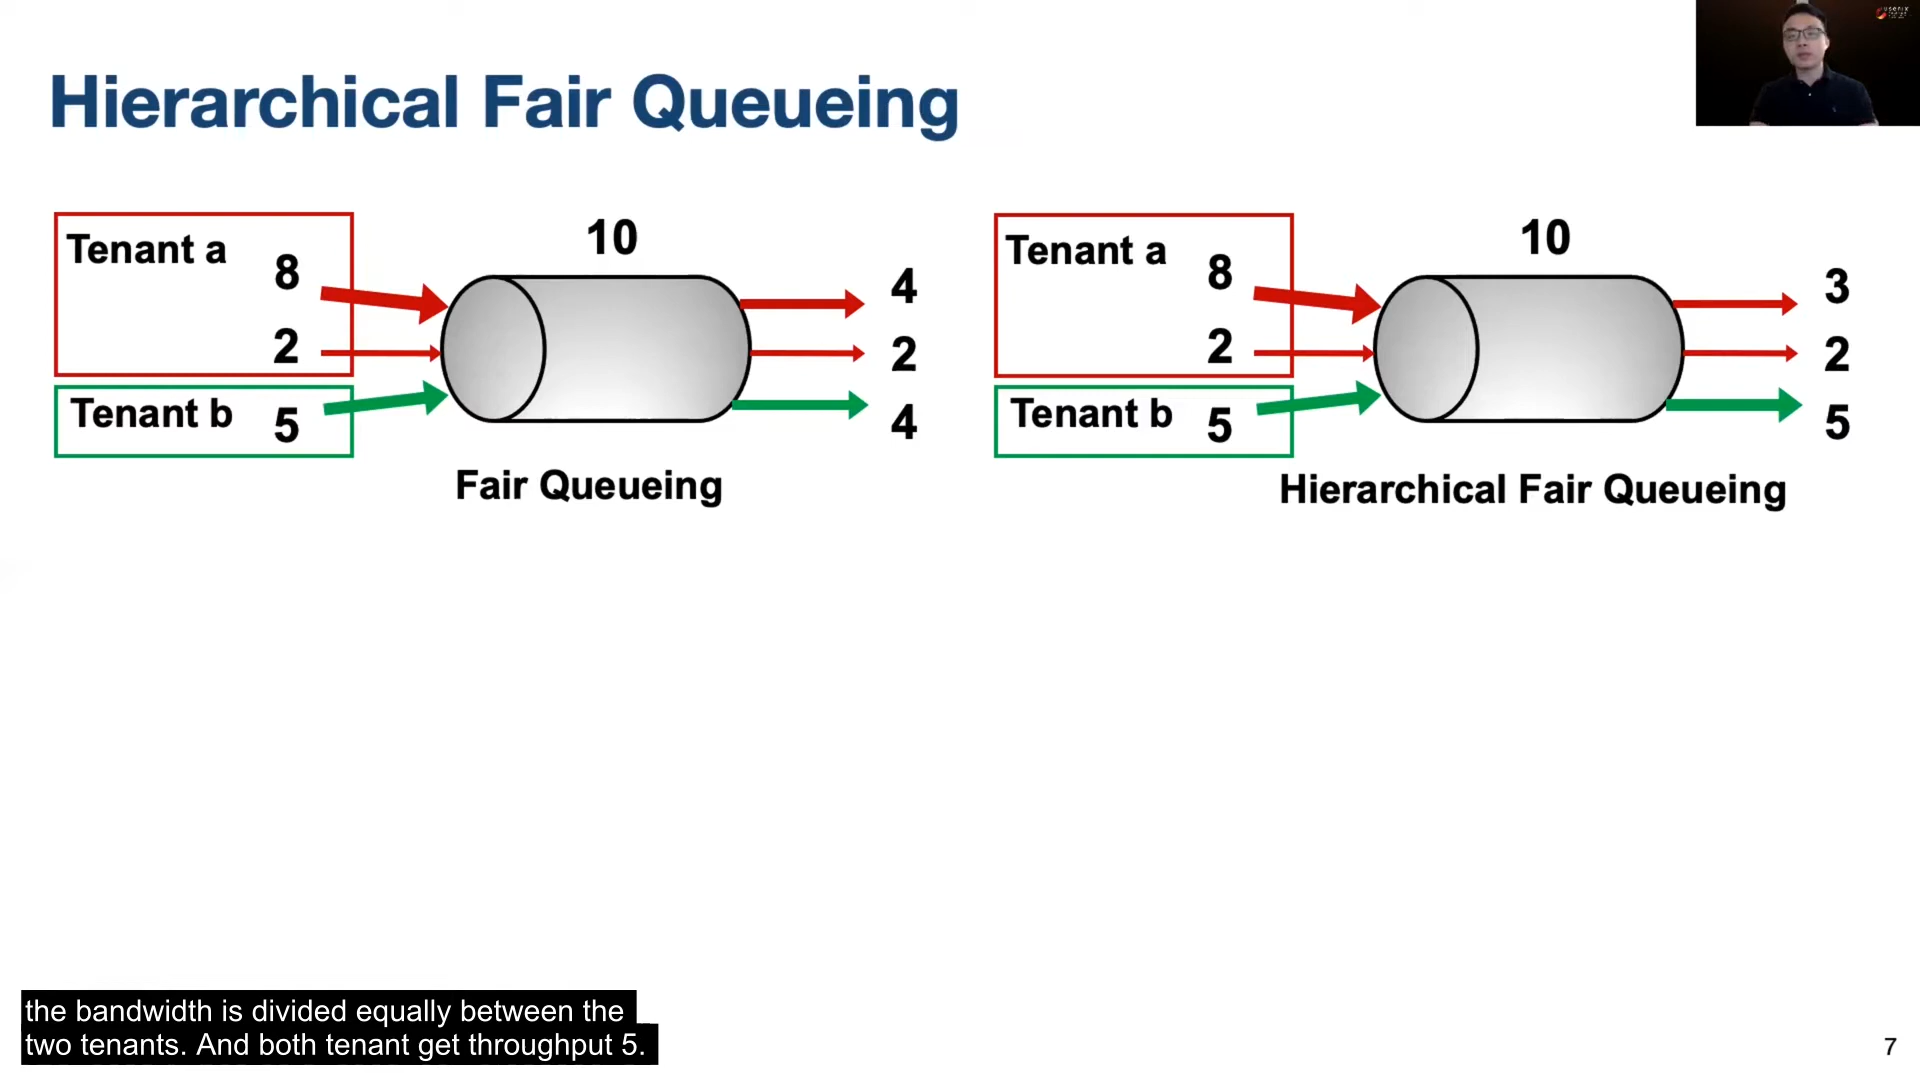 Hierarchical Fair Queueing
usenix
Tenant a
8
2
Tenant b
5
10
4
2
4
Fair Queueing
Tenant a
8
2
Tenant b
5
10
3
2
5
Hierarchical Fair Queueing
the bandwidth is divided equally between the
two tenants. And both tenant get throughput 5.
7